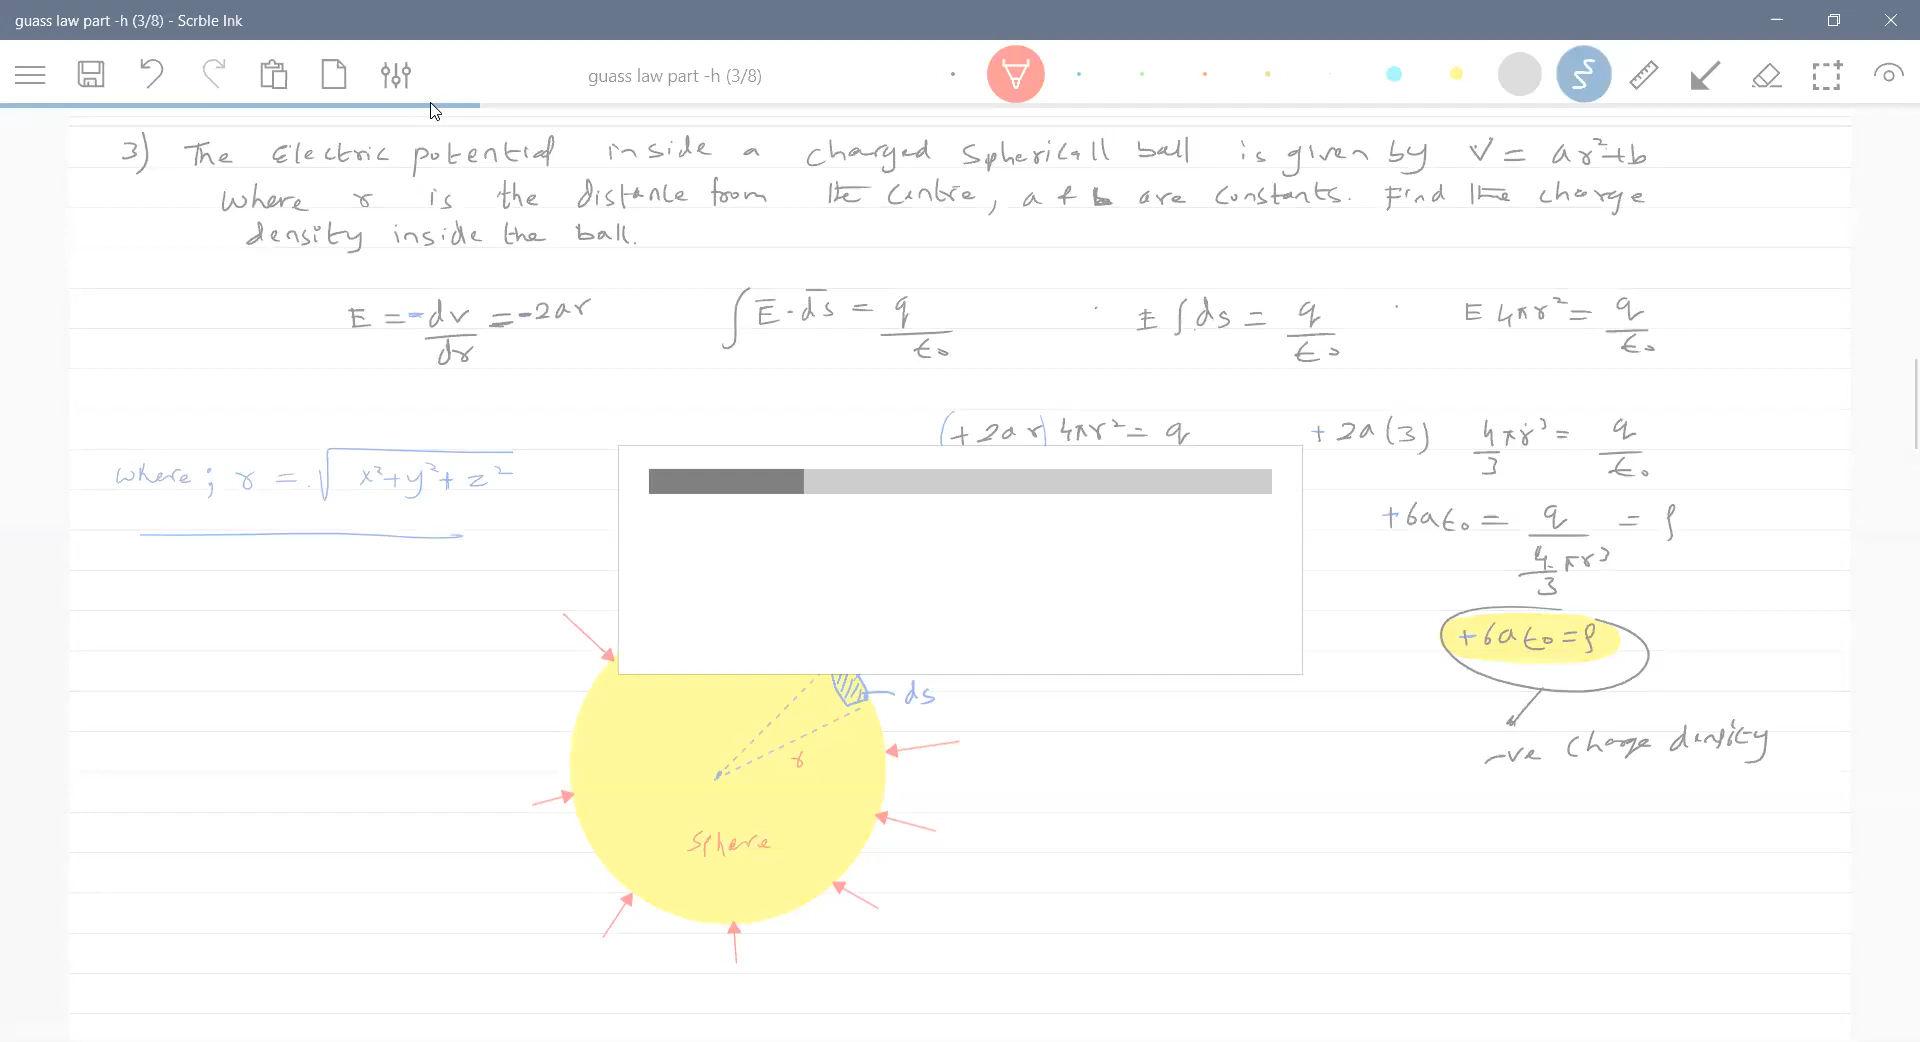 guass law part -h (3/8) - Scrble Ink
guass law part -h (3/8)
3) The Electric potential inside a charged sphericall ball is given by V = ar²+b
where r is the distance from the Centre, a & b are constants. Find the charge
density inside the ball.
E = -dv/dr = -2ar
∫E̅·d̅s̅ = q/ε₀
E∫ds = q/ε₀
E 4πr² = q/ε₀
(+2ar) 4πr² = q
+2a(3) 4/3 πr³ = q/ε₀
where; r = √x²+y²+z²
+6aε₀ = q/(4/3 πr³) = ρ
+6aε₀ = ρ
ds
-ve charge density
r
Sphere